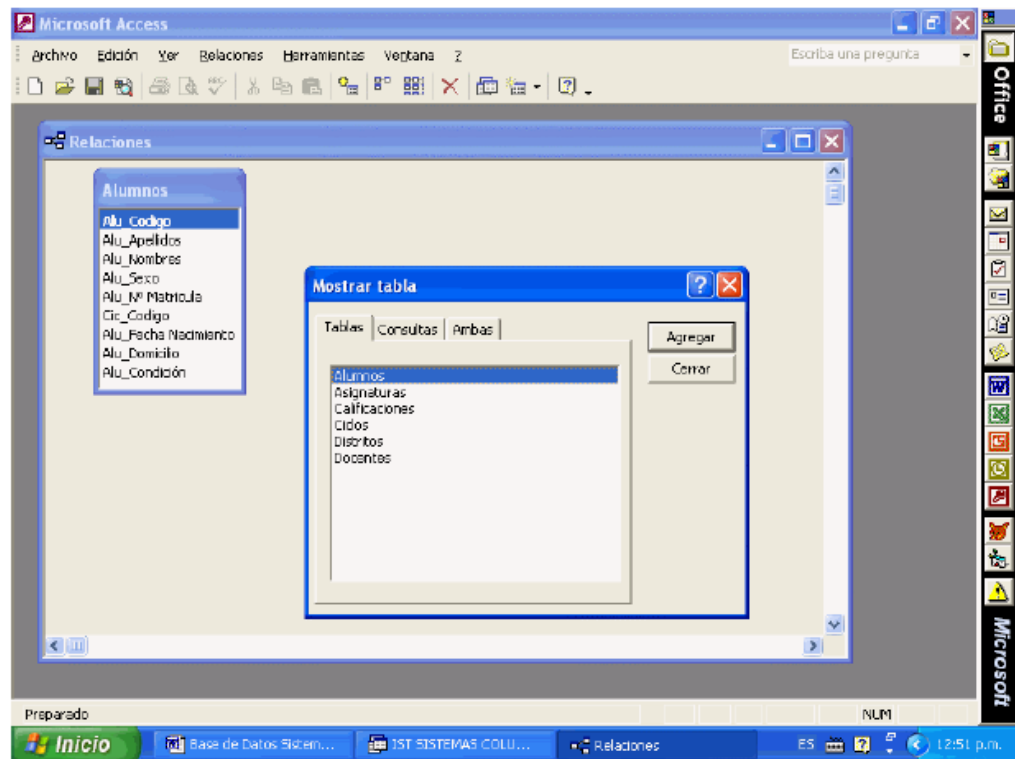 Microsoft Access
Archivo Edición Ver Relaciones Herramientas Ventana ?
Escriba una pregunta
Office
Relaciones
Alumnos
Alu_Codigo
Alu_Apellidos
Alu_Nombres
Alu_Sexo
Alu_Nº Matricula
Cic_Codigo
Alu_Fecha Nacimiento
Alu_Domicilio
Alu_Condición
Mostrar tabla
Tablas Consultas Ambas
Agregar
Cerrar
Alumnos
Asignaturas
Calificaciones
Ciclos
Distritos
Docentes
Microsoft
Preparado
NUM
Inicio
Base de Datos Sistem...
IST SISTEMAS COLU...
Relaciones
ES
12:51 p.m.